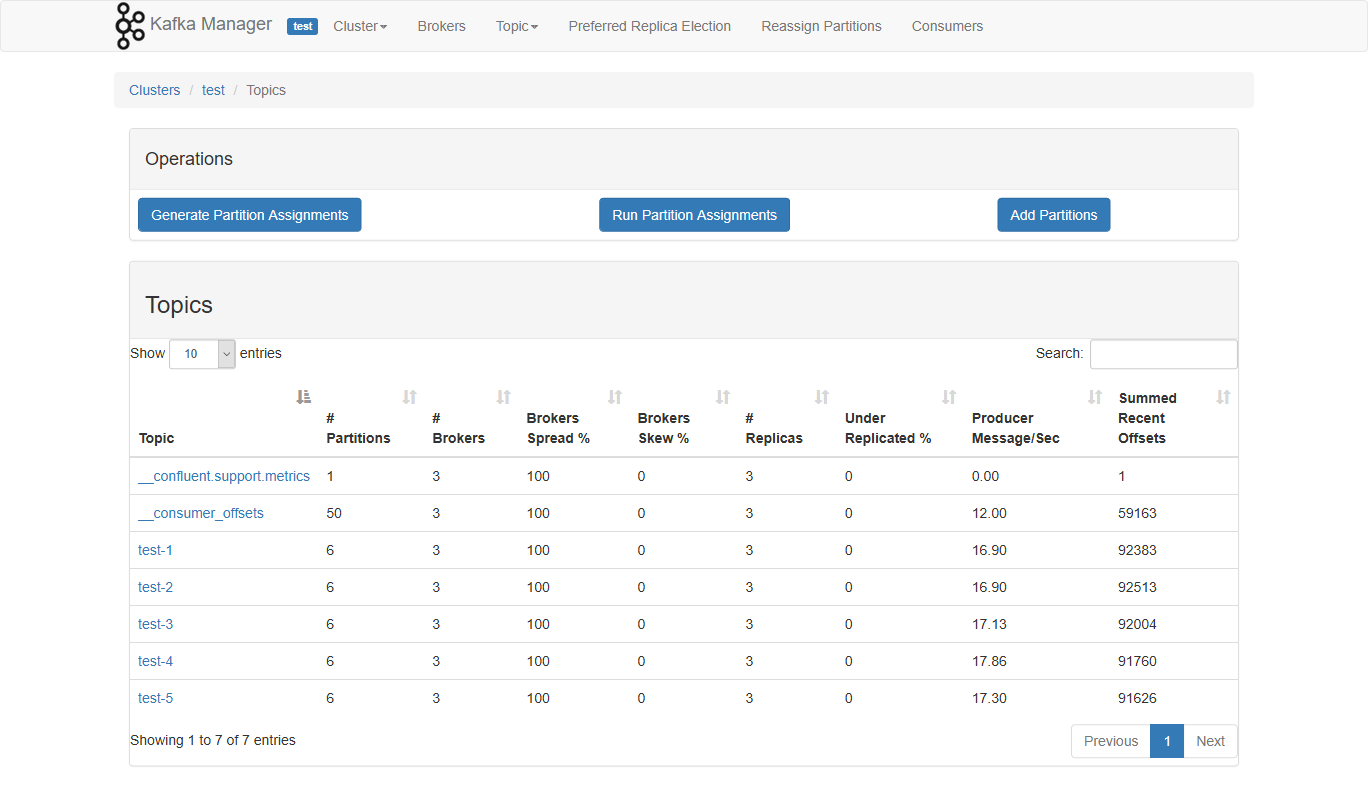 Kafka Manager test Cluster Brokers Topic Preferred Replica Election Reassign Partitions Consumers
Clusters / test / Topics
Operations
Generate Partition Assignments Run Partition Assignments Add Partitions
Topics
Show 10 entries Search:
Topic # Partitions # Brokers Brokers Spread % Brokers Skew % # Replicas Under Replicated % Producer Message/Sec Summed Recent Offsets
__confluent.support.metrics 1 3 100 0 3 0 0.00 1
__consumer_offsets 50 3 100 0 3 0 12.00 59163
test-1 6 3 100 0 3 0 16.90 92383
test-2 6 3 100 0 3 0 16.90 92513
test-3 6 3 100 0 3 0 17.13 92004
test-4 6 3 100 0 3 0 17.86 91760
test-5 6 3 100 0 3 0 17.30 91626
Showing 1 to 7 of 7 entries Previous 1 Next